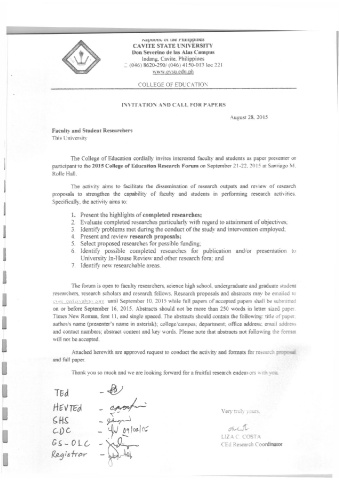 Republic of the Philippines
CAVITE STATE UNIVERSITY
Don Severino de las Alas Campus
Indang, Cavite, Philippines
(046) 8620-290/ (046) 4150-013 loc 221
www.cvsu.edu.ph
COLLEGE OF EDUCATION
INVITATION AND CALL FOR PAPERS
August 28, 2015
Faculty and Student Researchers
This University
The College of Education cordially invites interested faculty and students as paper presenter or
participant to the 2015 College of Education Research Forum on September 21-22, 2015 at Santiago M.
Rolle Hall.
The activity aims to facilitate the dissemination of research outputs and review of research
proposals to strengthen the capability of faculty and students in performing research activities.
Specifically, the activity aims to:
1. Present the highlights of completed researches;
2. Evaluate completed researches particularly with regard to attainment of objectives;
3. Identify problems met during the conduct of the study and intervention employed.
4. Present and review research proposals;
5. Select proposed researches for possible funding;
6. Identify possible completed researches for publication and/or presentation to
University In-House Review and other research fora; and
7. Identify new researchable areas.
The forum is open to faculty researchers, science high school, undergraduate and graduate student
researchers, research scholars and research fellows. Research proposals and abstracts may be emailed to
until September 10, 2015 while full papers of accepted paper shall be submitted
on or before September 16, 2015. Abstracts should not be more than 250 words in letter sized paper,
Times New Roman, font 11, and single spaced. The abstracts should contain the following: title of paper,
author/s name (presenter's name in asterisk); college/campus; department; office address, email address
and contact numbers; abstract content and key words. Please note that abstracts not following the format
will not be accepted.
Attached herewith are approved request to conduct the activity and formats for research proposal
and full paper.
Thank you so much and we are looking forward for a fruitful research endeavors with you.
TEd -
HEVTEd -
SHS -
CDC - 09/02/15
GS-OLC -
Registrar -
Very truly yours,
LIZA C. COSTA
CEd Research Coordinator